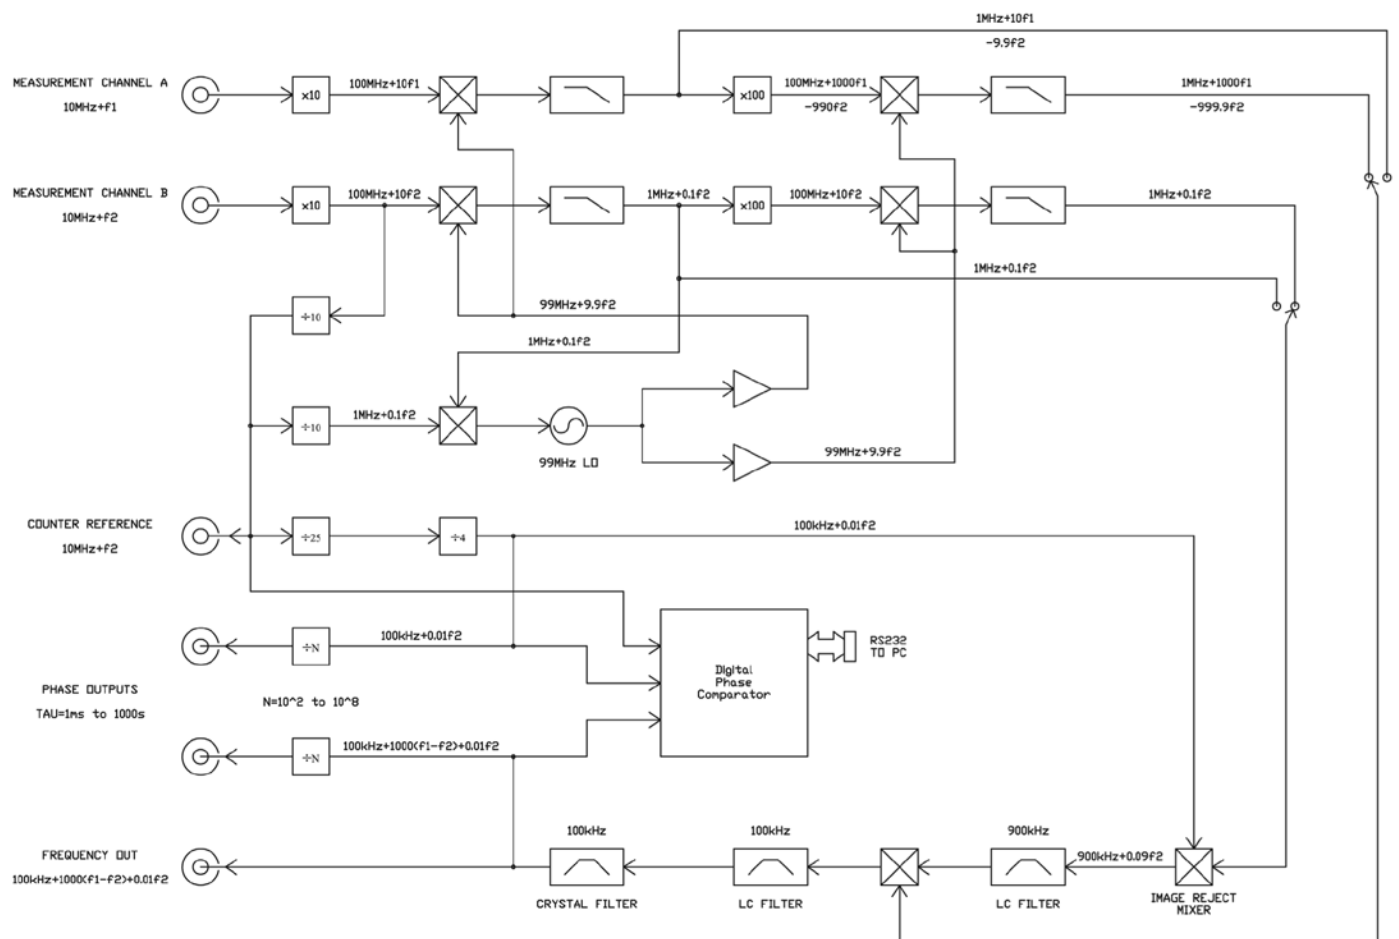 1MHz+10f1
-9.9f2
MEASUREMENT CHANNEL A
10MHz+f1
x10
100MHz+10f1
x100
100MHz+1000f1
-990f2
1MHz+1000f1
-999.9f2
MEASUREMENT CHANNEL B
10MHz+f2
x10
100MHz+10f2
1MHz+0.1f2
x100
100MHz+10f2
1MHz+0.1f2
1MHz+0.1f2
÷10
99MHz+9.9f2
1MHz+0.1f2
÷10
1MHz+0.1f2
99MHz LO
99MHz+9.9f2
COUNTER REFERENCE
10MHz+f2
÷25
÷4
100kHz+0.01f2
÷N
100kHz+0.01f2
Digital
Phase
Comparator
RS232
TO PC
PHASE OUTPUTS
TAU=1ms to 1000s
N=10^2 to 10^8
÷N
100kHz+1000(f1-f2)+0.01f2
100kHz
100kHz
900kHz
FREQUENCY OUT
100kHz+1000(f1-f2)+0.01f2
900kHz+0.09f2
CRYSTAL FILTER
LC FILTER
LC FILTER
IMAGE REJECT
MIXER